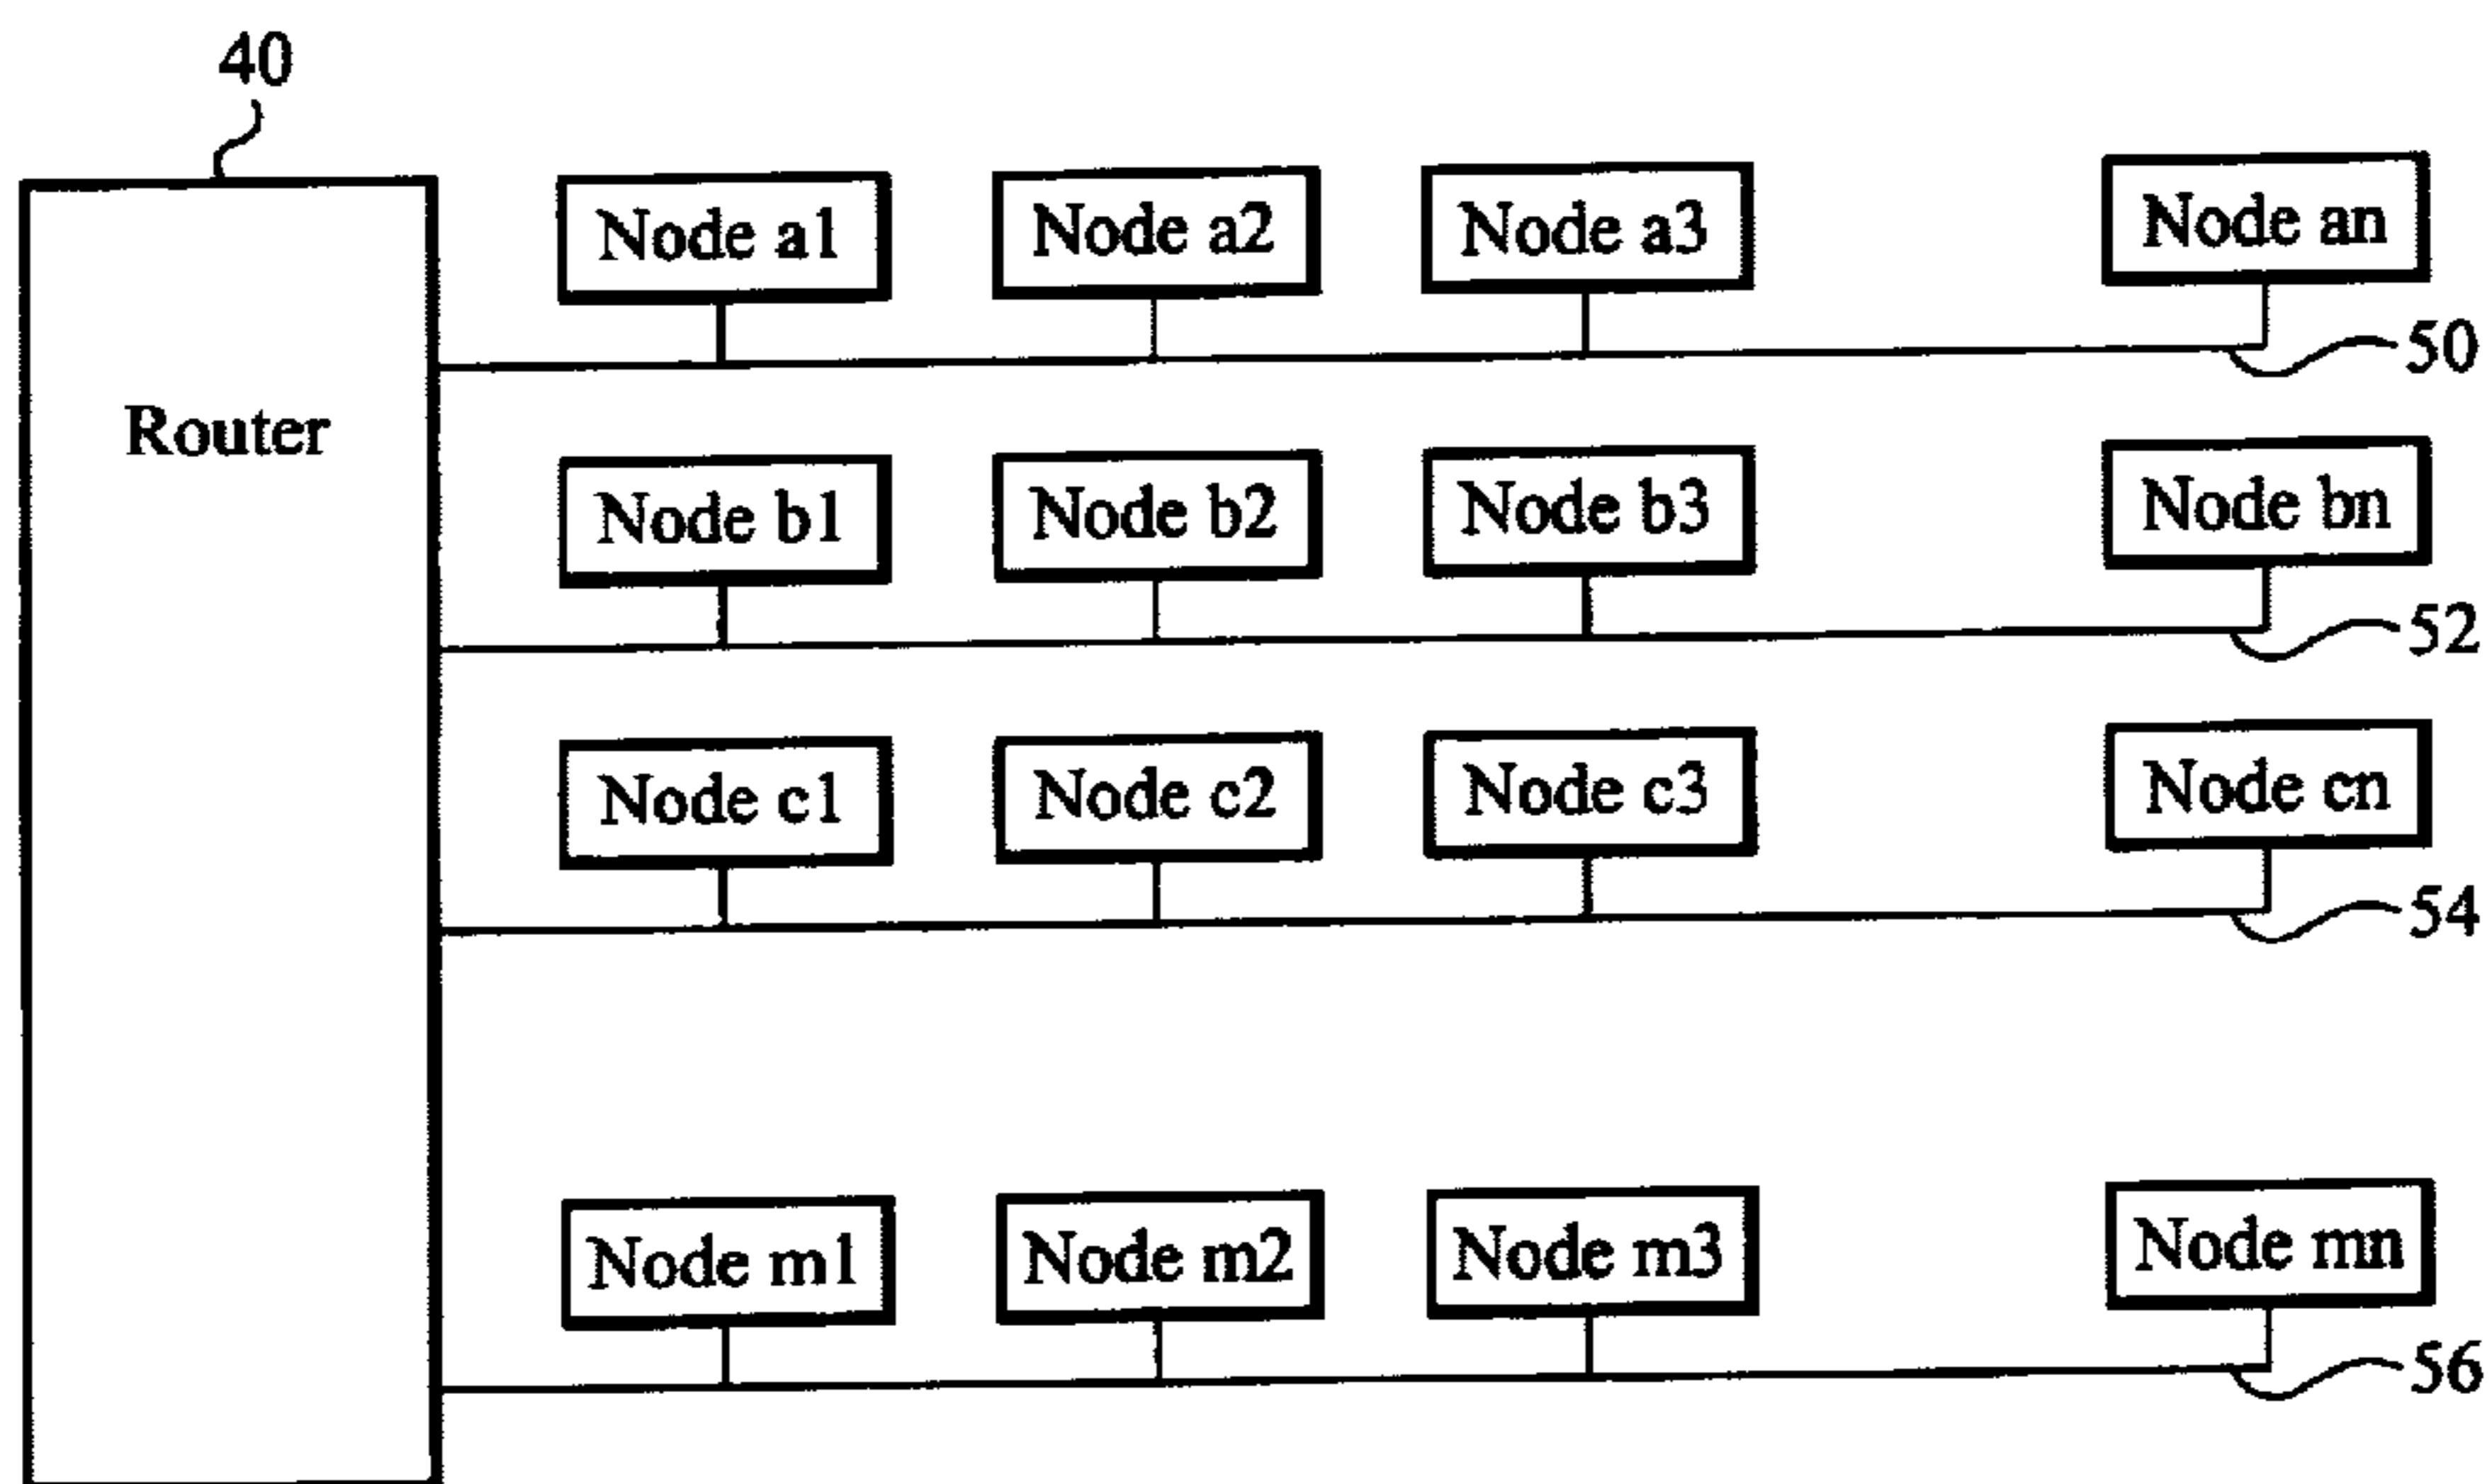 40
Node a1 Node a2 Node a3 Node an
50
Router
Node b1 Node b2 Node b3 Node bn
52
Node c1 Node c2 Node c3 Node cn
54
Node m1 Node m2 Node m3 Node mn
56